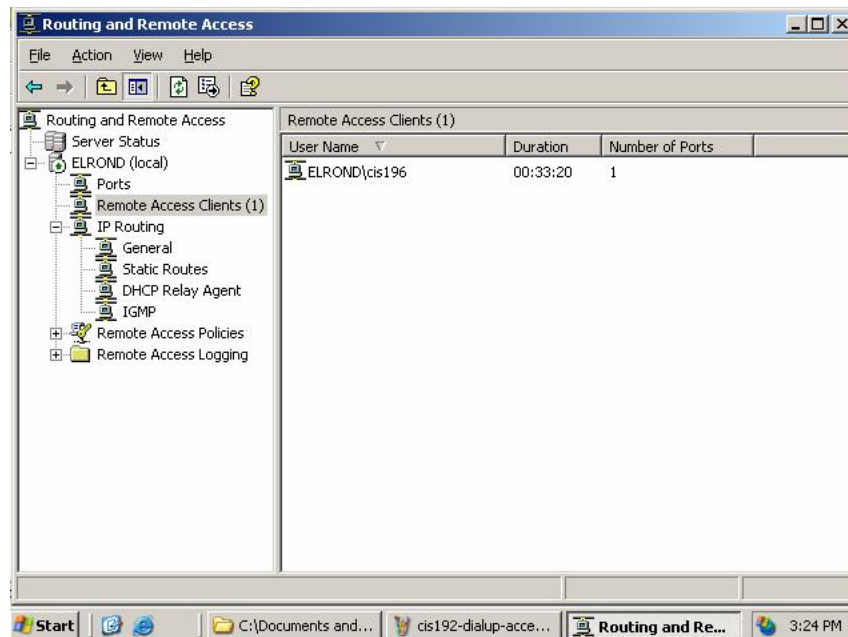 Routing and Remote Access
File Action View Help
Routing and Remote Access
Server Status
ELROND (local)
Ports
Remote Access Clients (1)
IP Routing
General
Static Routes
DHCP Relay Agent
IGMP
Remote Access Policies
Remote Access Logging
Remote Access Clients (1)
User Name Duration Number of Ports
ELROND\cis196 00:33:20 1
Start C:\Documents and... cis192-dialup-acce... Routing and Re... 3:24 PM